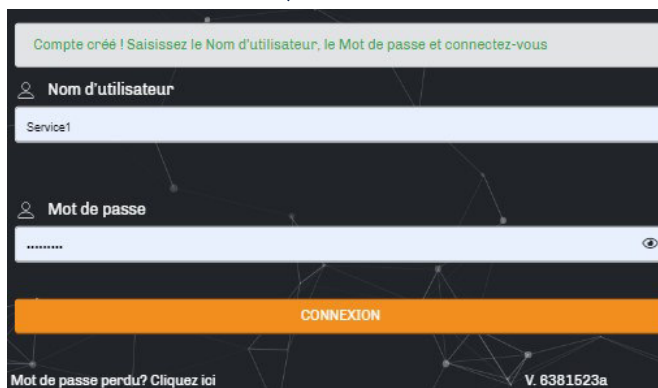 Compte créé ! Saisissez le Nom d'utilisateur, le Mot de passe et connectez-vous
Nom d'utilisateur
Service1
Mot de passe
•••••••••
CONNEXION
Mot de passe perdu? Cliquez ici
V. 6381523a